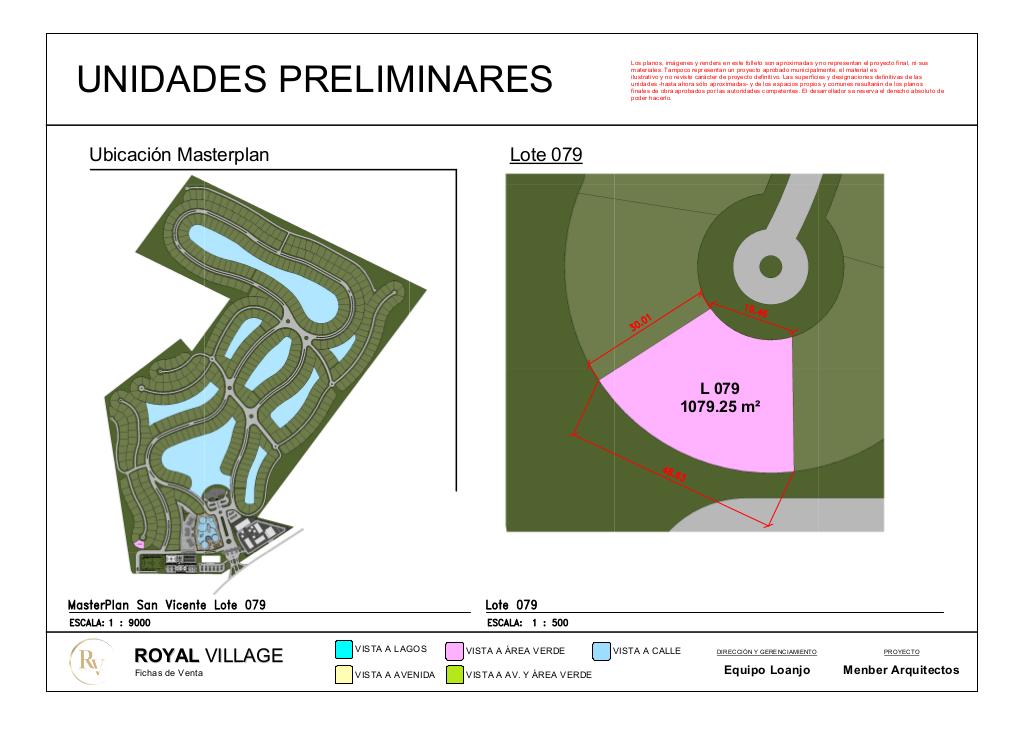 UNIDADES PRELIMINARES
Los planos, imágenes y renders en este folleto son aproximadas y no representan el proyecto final, ni sus
materiales. Tampoco representan un proyecto aprobado municipalmente, el material es
ilustrativo y no reviste carácter de proyecto definitivo. Las superficies y designaciones definitivas de las
unidades -hasta ahora sólo aproximadas- y de los espacios propios y comunes resultarán de los planos
finales de obra aprobados por las autoridades competentes. El desarrollador se reserva el derecho absoluto de
poder hacerlo.
Ubicación Masterplan
Lote 079
30.01
L 079
1079.25 m²
MasterPlan San Vicente Lote 079
ESCALA: 1 : 9000
Lote 079
ESCALA: 1 : 500
RV
ROYAL VILLAGE
Fichas de Venta
VISTA A LAGOS
VISTA A ÁREA VERDE
VISTA A CALLE
VISTA A AVENIDA
VISTA A AV. Y ÁREA VERDE
DIRECCIÓN Y GERENCIAMIENTO
Equipo Loanjo
PROYECTO
Menber Arquitectos